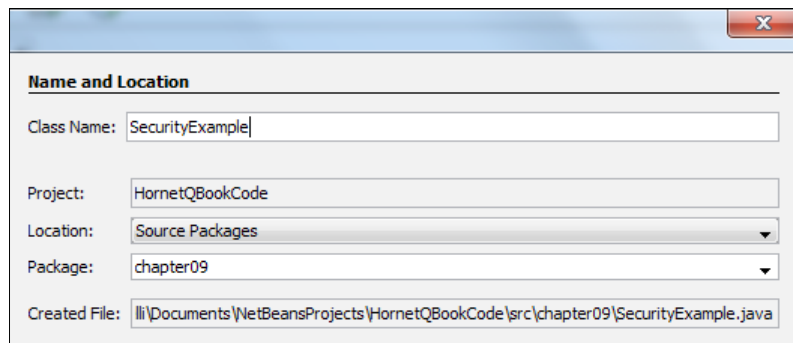 Name and Location
Class Name: SecurityExample
Project: HornetQBookCode
Location: Source Packages
Package: chapter09
Created File: lli\Documents\NetBeansProjects\HornetQBookCode\src\chapter09\SecurityExample.java